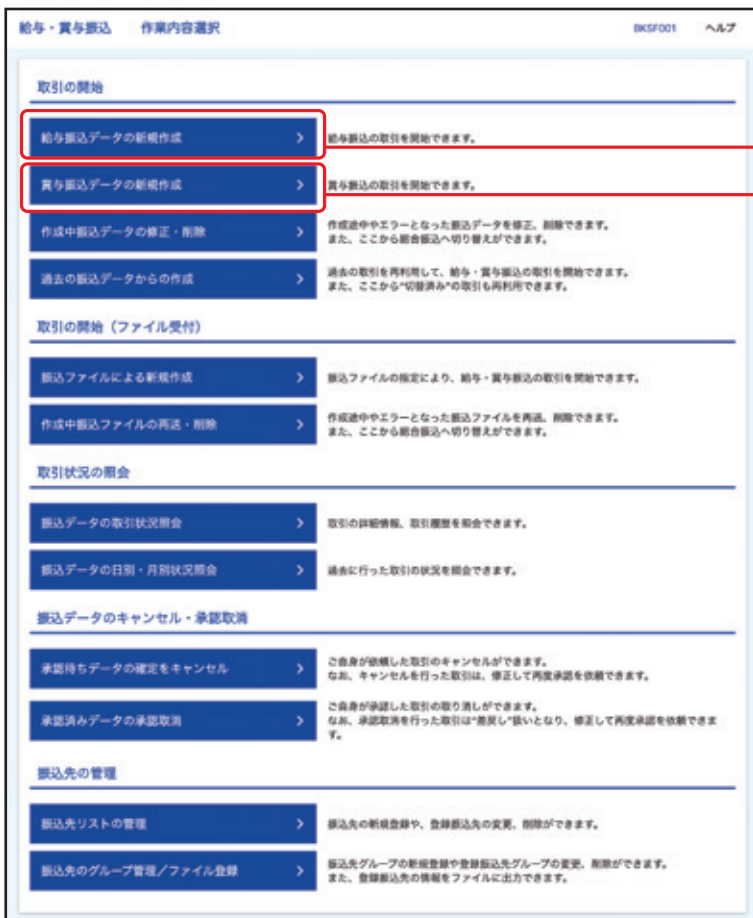 給与・賞与振込　作業内容選択　BKSF001　ヘルプ
取引の開始
給与振込データの新規作成　給与振込の取引を開始できます。
賞与振込データの新規作成　賞与振込の取引を開始できます。
作成中振込データの修正・削除　作成途中やエラーとなった振込データを修正、削除できます。
また、ここから総合振込へ切り替えができます。
過去の振込データからの作成　過去の取引を再利用して、給与・賞与振込の取引を開始できます。
また、ここから"切替済み"の取引も再利用できます。
取引の開始（ファイル受付）
振込ファイルによる新規作成　振込ファイルの指定により、給与・賞与振込の取引を開始できます。
作成中振込ファイルの再送・削除　作成途中やエラーとなった振込ファイルを再送、削除できます。
また、ここから総合振込へ切り替えができます。
取引状況の照会
振込データの取引状況照会　取引の詳細情報、取引履歴を照会できます。
振込データの日別・月別状況照会　過去に行った取引の状況を照会できます。
振込データのキャンセル・承認取消
承認待ちデータの確定をキャンセル　ご自身が依頼した取引のキャンセルができます。
なお、キャンセルを行った取引は、修正して再度承認を依頼できます。
承認済みデータの承認取消　ご自身が承認した取引の取り消しができます。
なお、承認取消を行った取引は"差戻し"扱いとなり、修正して再度承認を依頼できま
す。
振込先の管理
振込先リストの管理　振込先の新規登録や、登録振込先の変更、削除ができます。
振込先のグループ管理／ファイル登録　振込先グループの新規登録や登録振込先グループの変更、削除ができます。
また、登録振込先の情報をファイルに出力できます。